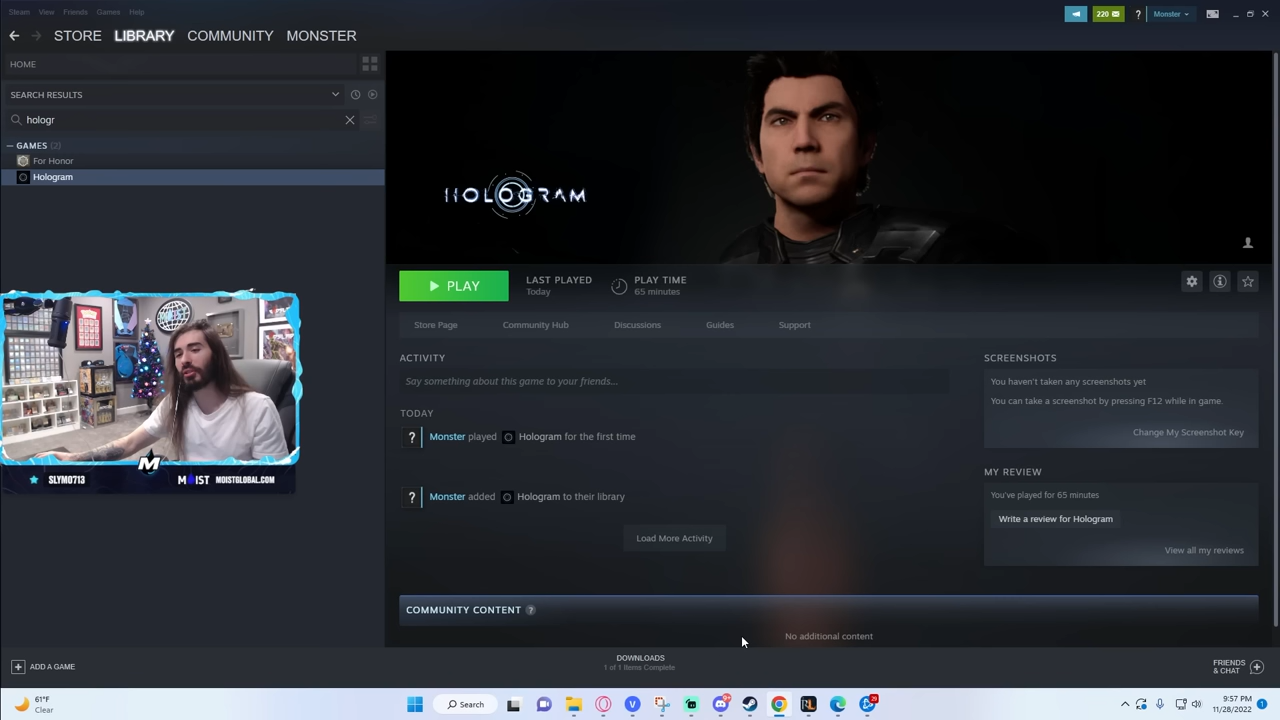 Steam View Friends Games Help
220 ? Monster
STORE LIBRARY COMMUNITY MONSTER
HOME
SEARCH RESULTS
hologr
GAMES (2)
For Honor
Hologram
HOLOGRAM
PLAY
LAST PLAYED
Today
PLAY TIME
65 minutes
Store Page Community Hub Discussions Guides Support
ACTIVITY
Say something about this game to your friends...
TODAY
? Monster played Hologram for the first time
? Monster added Hologram to their library
Load More Activity
SCREENSHOTS
You haven't taken any screenshots yet
You can take a screenshot by pressing F12 while in game.
Change My Screenshot Key
MY REVIEW
You've played for 65 minutes
Write a review for Hologram
View all my reviews
COMMUNITY CONTENT ?
No additional content
M
SLYM0713 MOIST MOISTGLOBAL.COM
ADD A GAME
DOWNLOADS
1 of 1 Items Complete
FRIENDS
& CHAT
61°F
Clear
Search
9:57 PM
11/28/2022